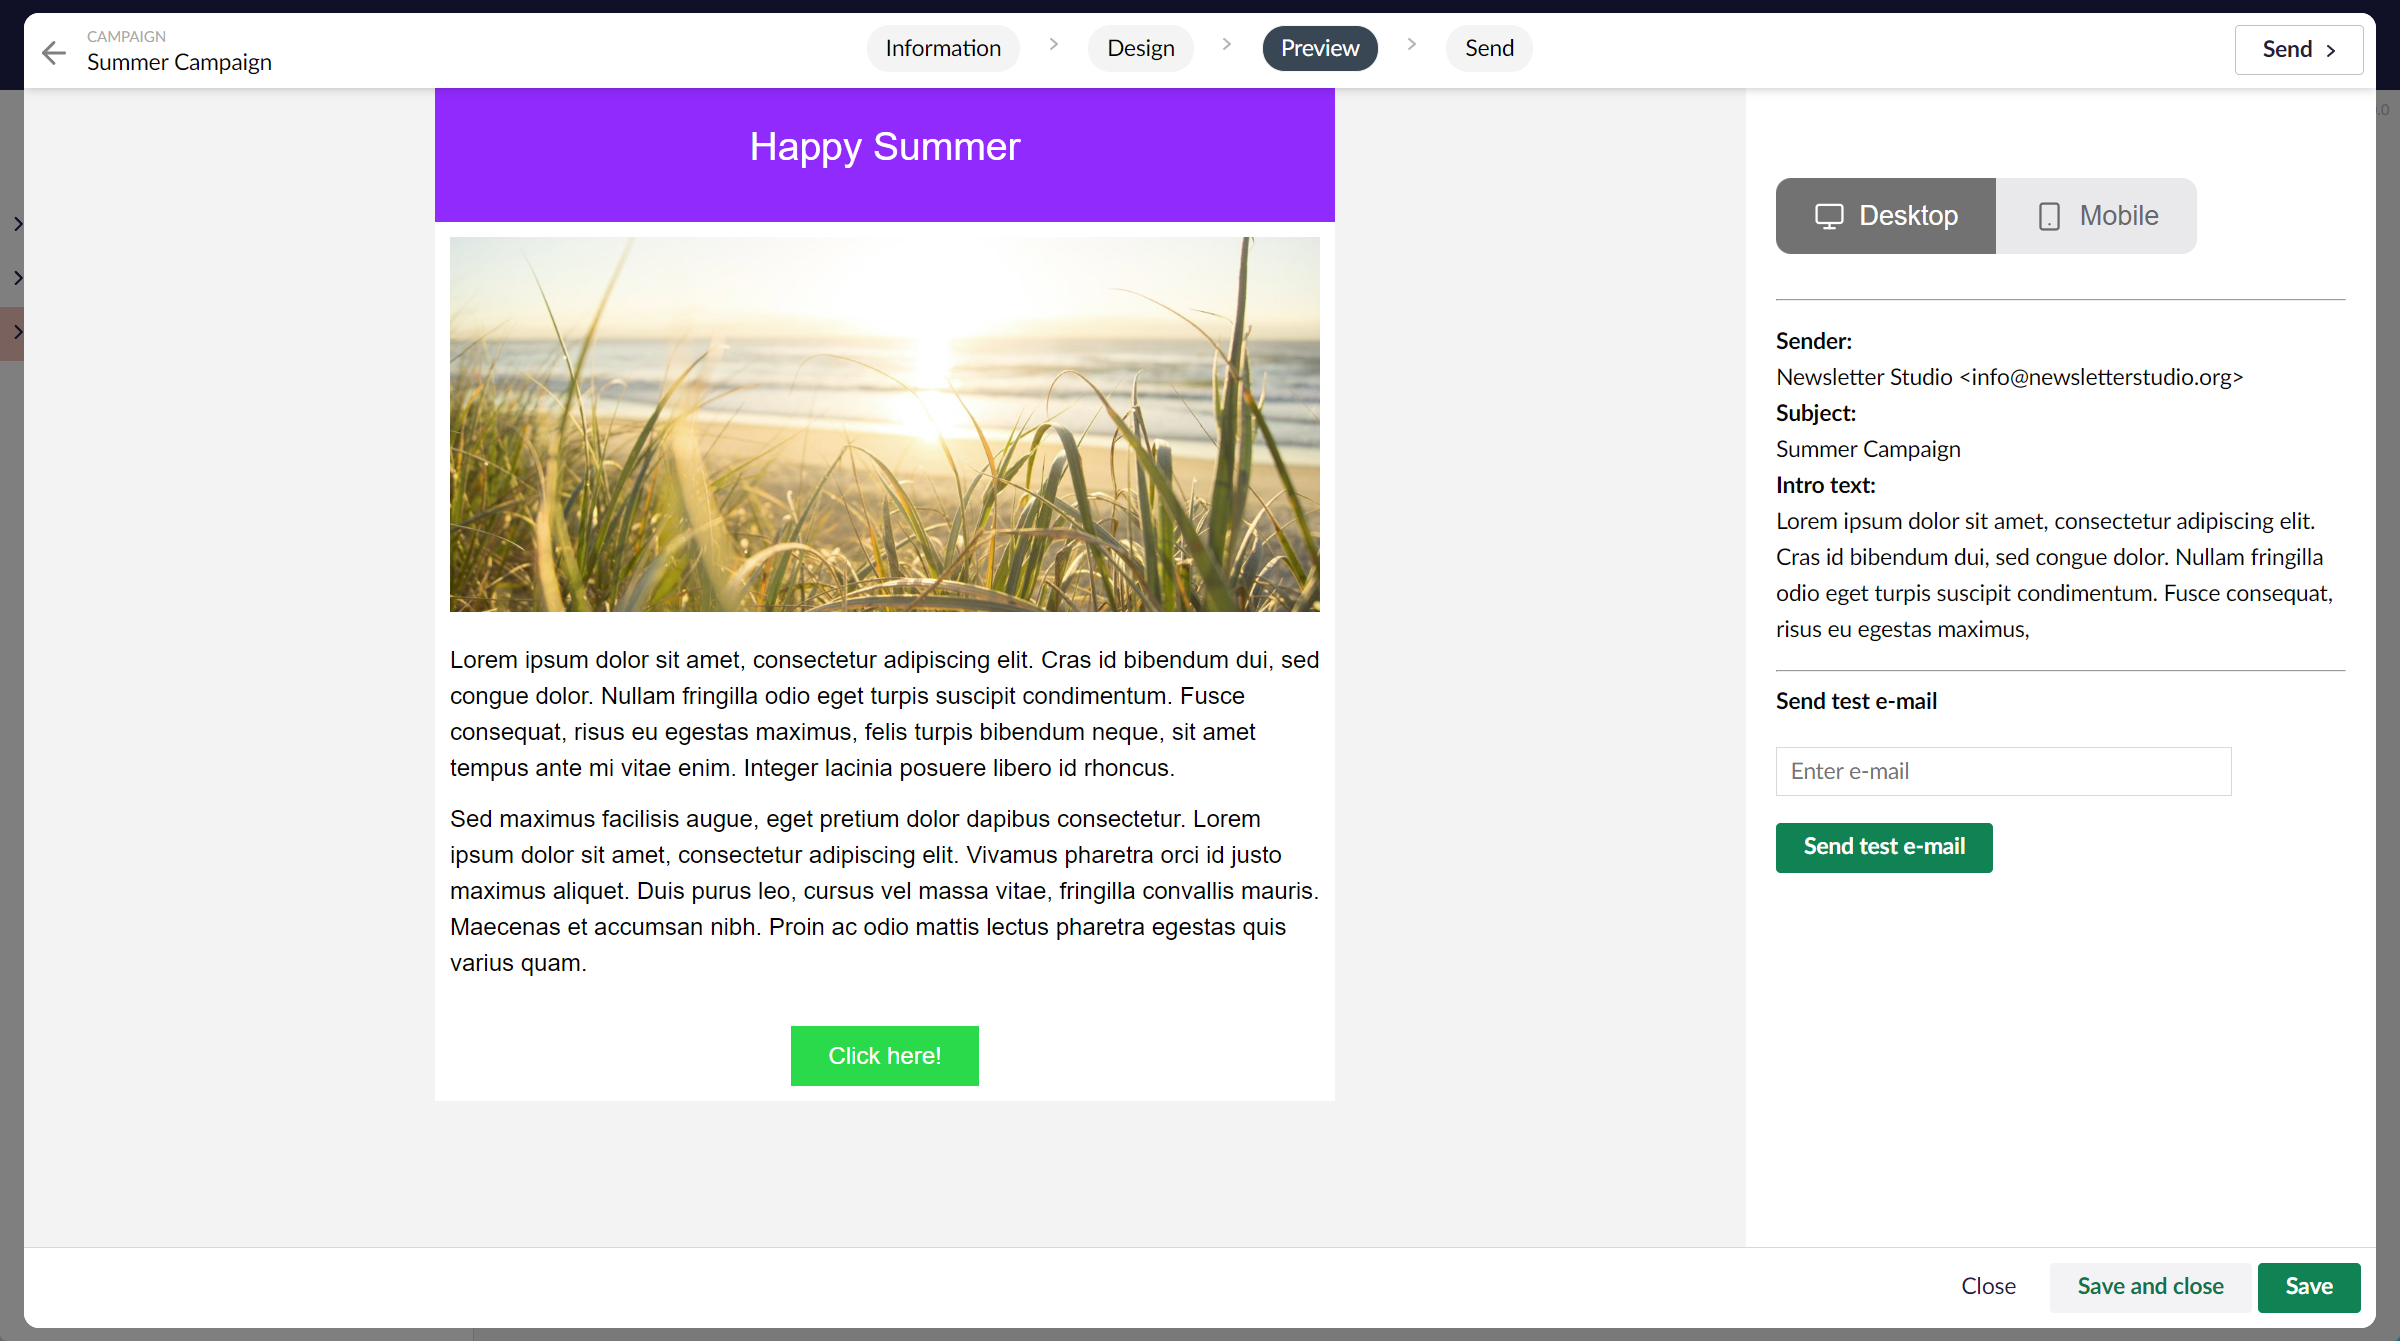 CAMPAIGN
Summer Campaign
Information
Design
Preview
Send
Send
.0
Happy Summer
Lorem ipsum dolor sit amet, consectetur adipiscing elit. Cras id bibendum dui, sed
congue dolor. Nullam fringilla odio eget turpis suscipit condimentum. Fusce
consequat, risus eu egestas maximus, felis turpis bibendum neque, sit amet
tempus ante mi vitae enim. Integer lacinia posuere libero id rhoncus.
Sed maximus facilisis augue, eget pretium dolor dapibus consectetur. Lorem
ipsum dolor sit amet, consectetur adipiscing elit. Vivamus pharetra orci id justo
maximus aliquet. Duis purus leo, cursus vel massa vitae, fringilla convallis mauris.
Maecenas et accumsan nibh. Proin ac odio mattis lectus pharetra egestas quis
varius quam.
Click here!
Desktop
Mobile
Sender:
Newsletter Studio <info@newsletterstudio.org>
Subject:
Summer Campaign
Intro text:
Lorem ipsum dolor sit amet, consectetur adipiscing elit.
Cras id bibendum dui, sed congue dolor. Nullam fringilla
odio eget turpis suscipit condimentum. Fusce consequat,
risus eu egestas maximus,
Send test e-mail
Enter e-mail
Send test e-mail
Close
Save and close
Save